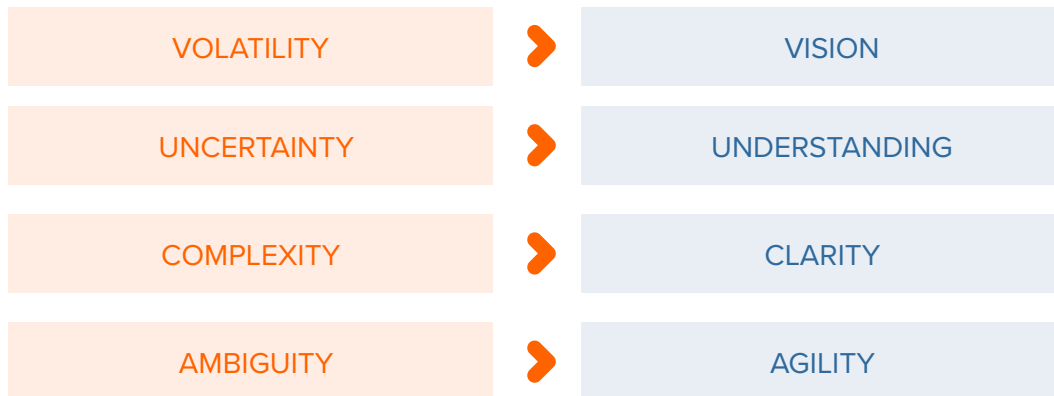 VOLATILITY VISION
UNCERTAINTY UNDERSTANDING
COMPLEXITY CLARITY
AMBIGUITY AGILITY